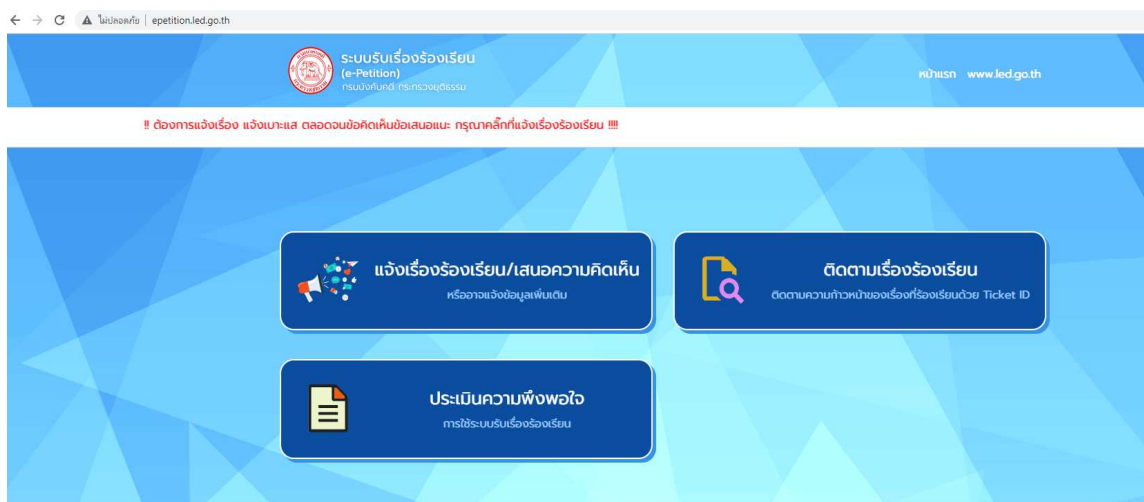 ไม่ปลอดภัย | epetition.led.go.th
ระบบรับเรื่องร้องเรียน
(e-Petition)
กรมบังคับคดี กระทรวงยุติธรรม
หน้าแรก www.led.go.th
!! ต้องการแจ้งเรื่อง แจ้งเบาะแส ตลอดจนข้อคิดเห็นข้อเสนอแนะ กรุณาคลิ๊กที่แจ้งเรื่องร้องเรียน !!!!
แจ้งเรื่องร้องเรียน/เสนอความคิดเห็น
หรืออาจแจ้งข้อมูลเพิ่มเติม
ติดตามเรื่องร้องเรียน
ติดตามความก้าวหน้าของเรื่องที่ร้องเรียนด้วย Ticket ID
ประเมินความพึงพอใจ
การใช้ระบบรับเรื่องร้องเรียน